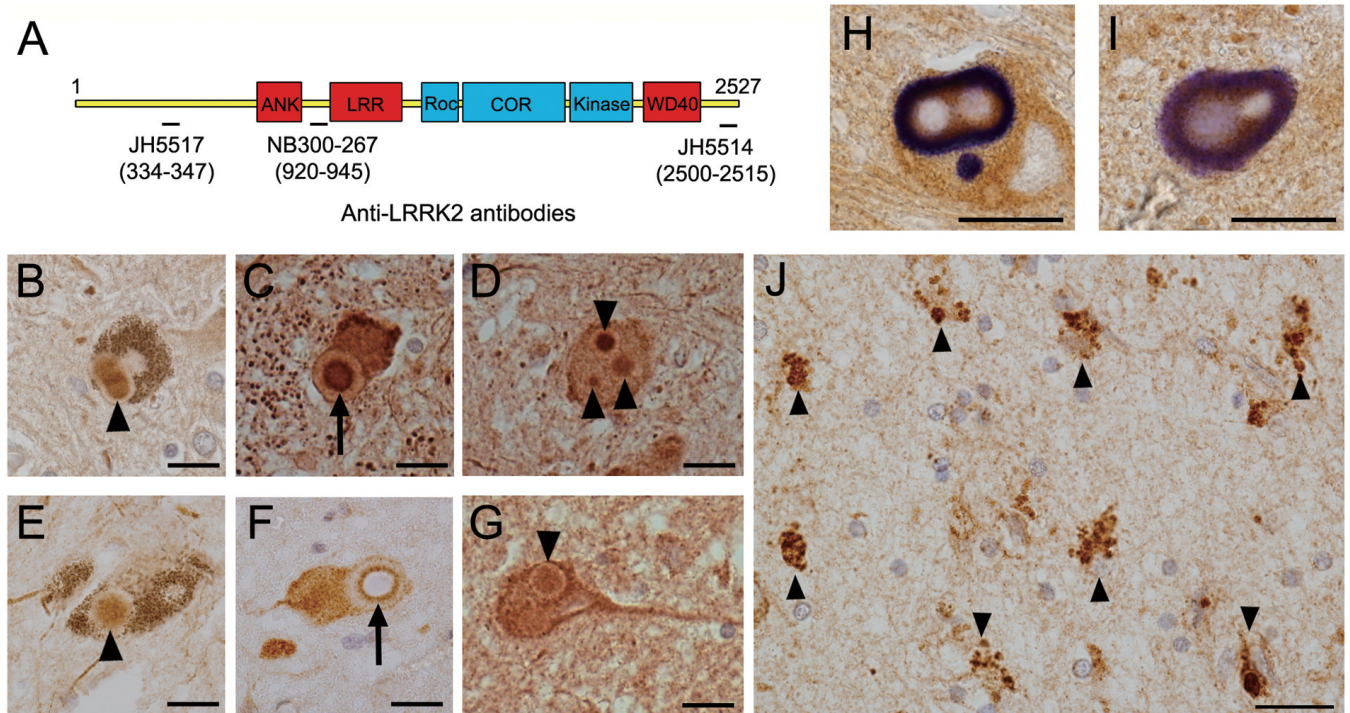 A
1
2527
ANK
LRR
Roc
COR
Kinase
WD40
JH5517
(334-347)
NB300-267
(920-945)
JH5514
(2500-2515)
Anti-LRRK2 antibodies
H
I
B
C
D
J
E
F
G